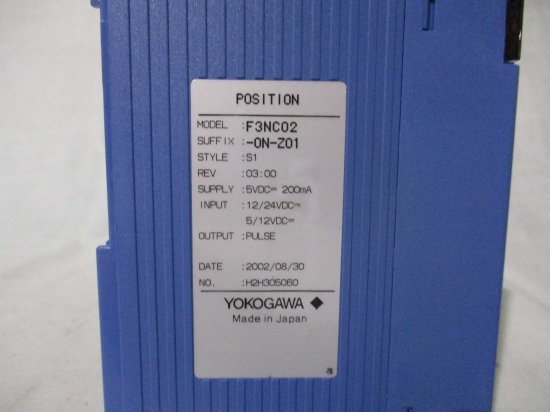 POSITION
MODEL :F3NC02
SUFFIX :-0N-Z01
STYLE :S1
REV :03:00
SUPPLY :5VDC⎓ 200mA
INPUT :12/24VDC⎓
5/12VDC⎓
OUTPUT :PULSE
DATE :2002/08/30
NO. :H2H305060
YOKOGAWA ◆
Made in Japan